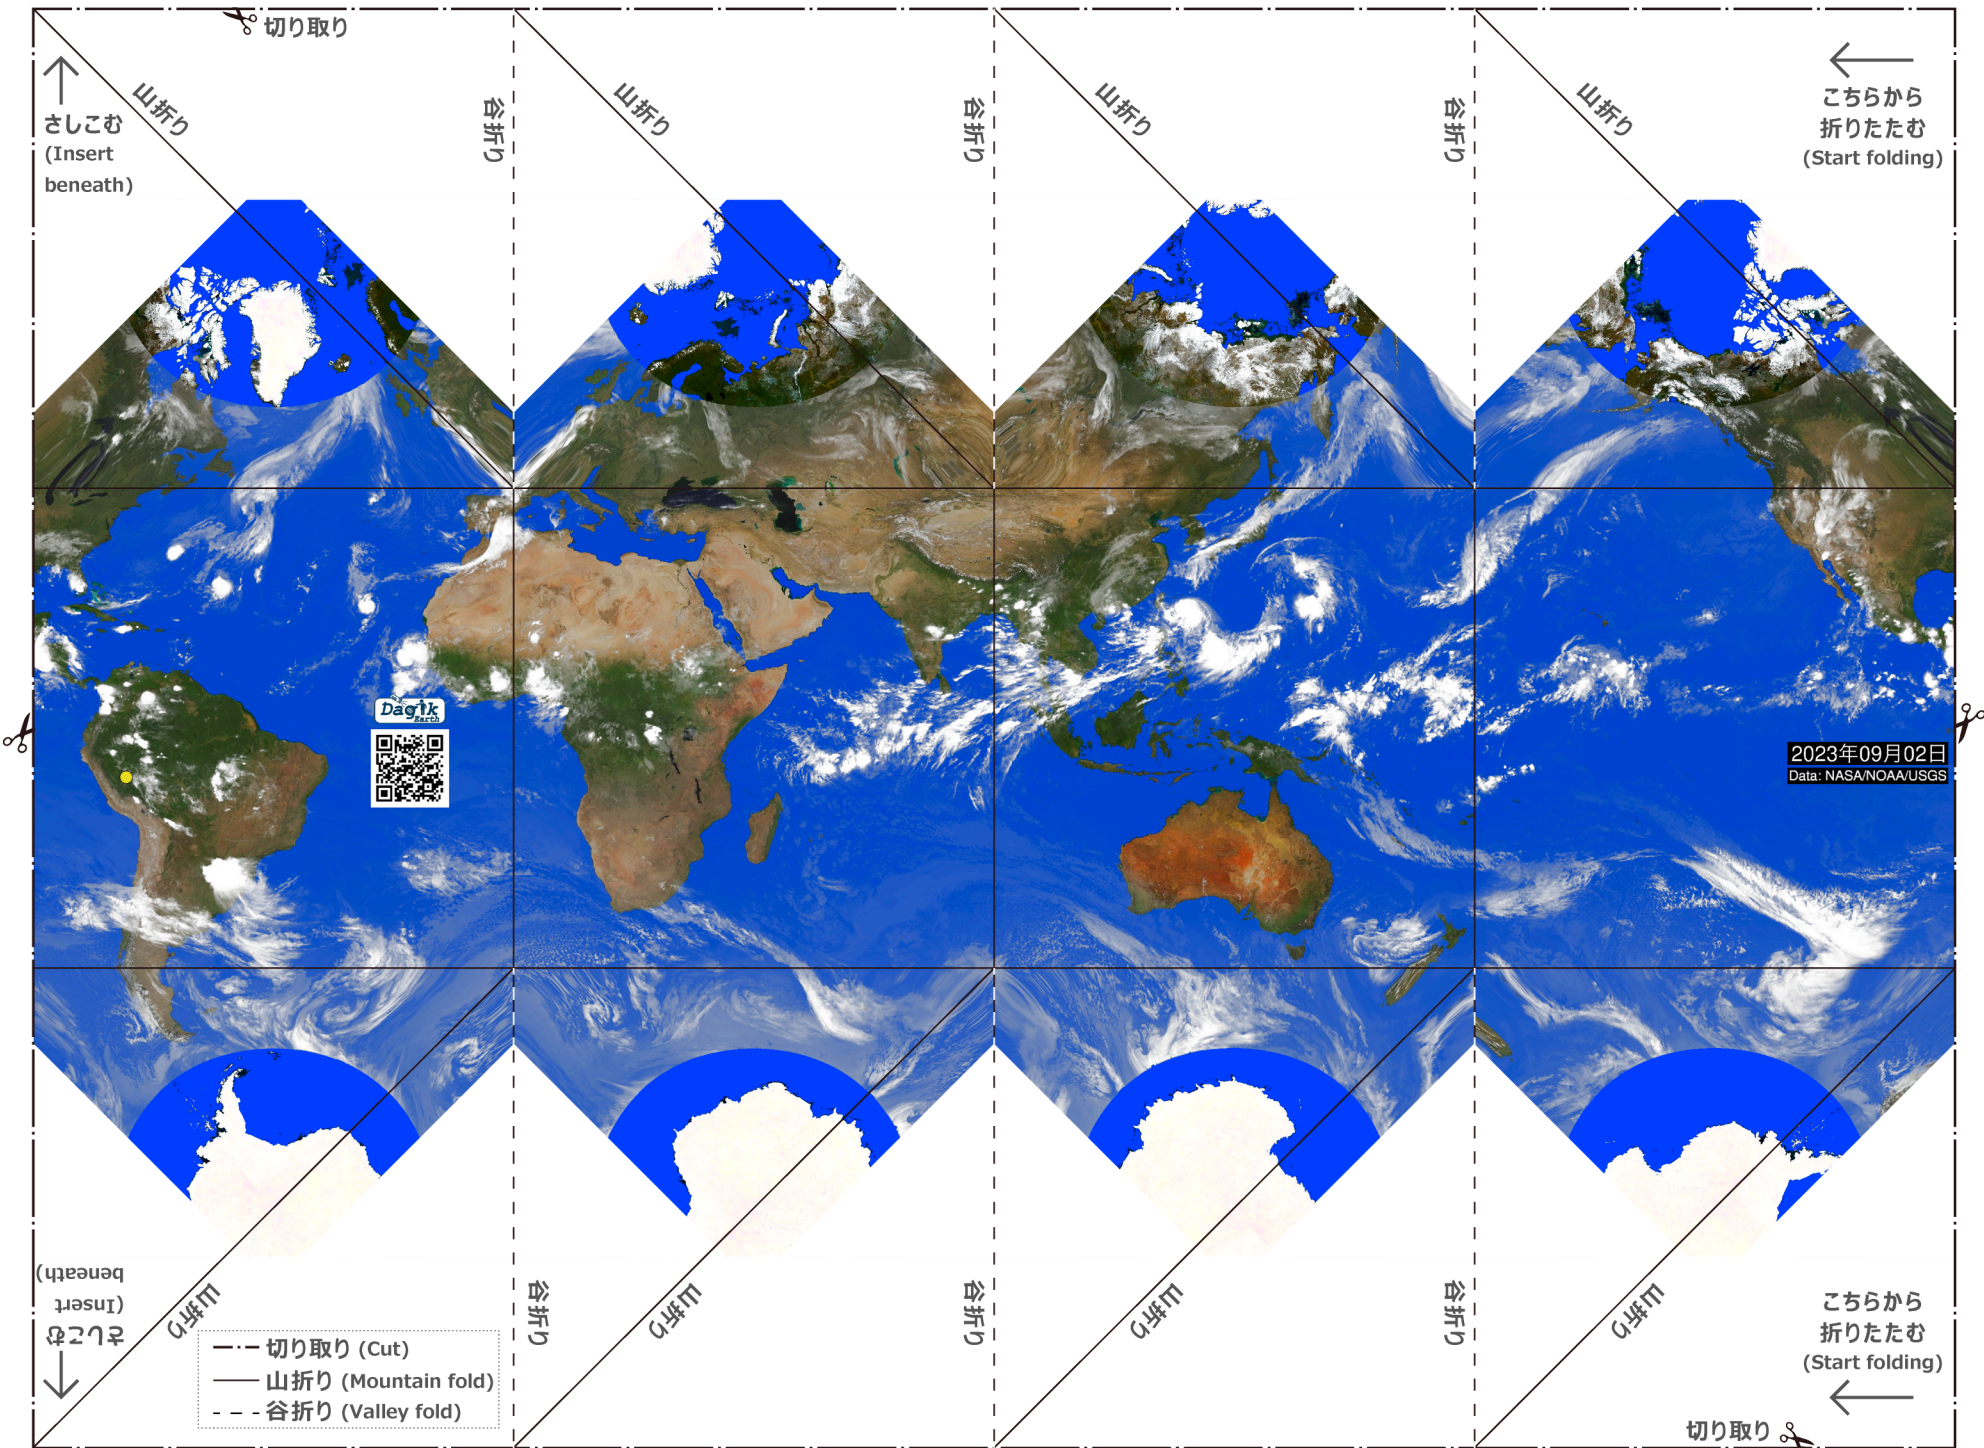 切り取り
さしこむ
(Insert
beneath)
山折り
谷折り
山折り
谷折り
山折り
谷折り
山折り
こちらから
折りたたむ
(Start folding)
Dagik
Earth
2023年09月02日
Data: NASA/NOAA/USGS
さしこむ
(Insert
beneath)
山折り
谷折り
山折り
谷折り
山折り
谷折り
山折り
こちらから
折りたたむ
(Start folding)
切り取り (Cut)
山折り (Mountain fold)
谷折り (Valley fold)
切り取り